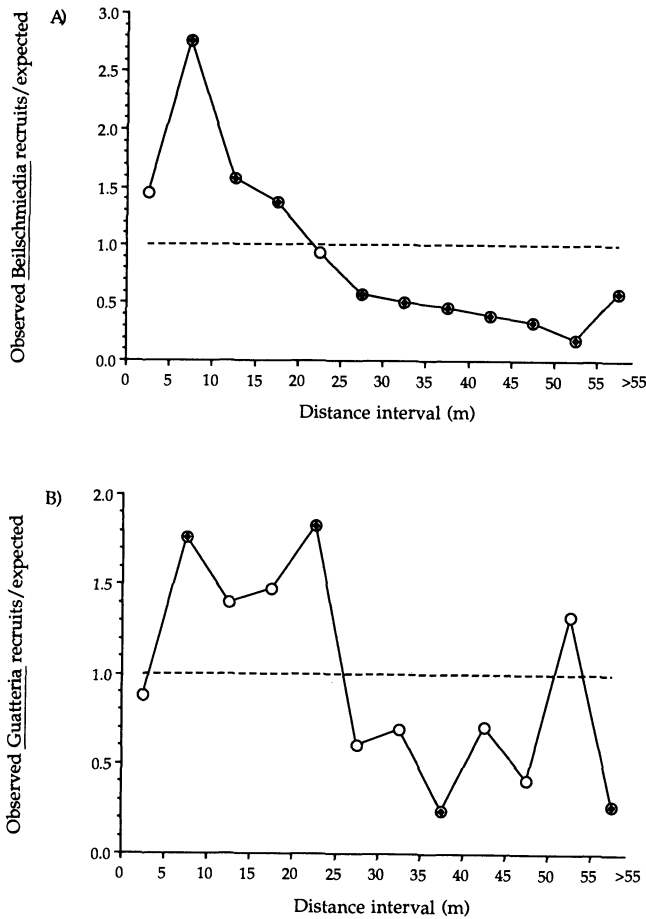 A)
Observed Beilschmiedia recruits/expected
3.0
2.5
2.0
1.5
1.0
0.5
0.0
0 5 10 15 20 25 30 35 40 45 50 55 >55
Distance interval (m)
B)
Observed Guatteria recruits/expected
2.0
1.5
1.0
0.5
0.0
0 5 10 15 20 23 30 35 40 45 50 55 >55
Distance interval (m)